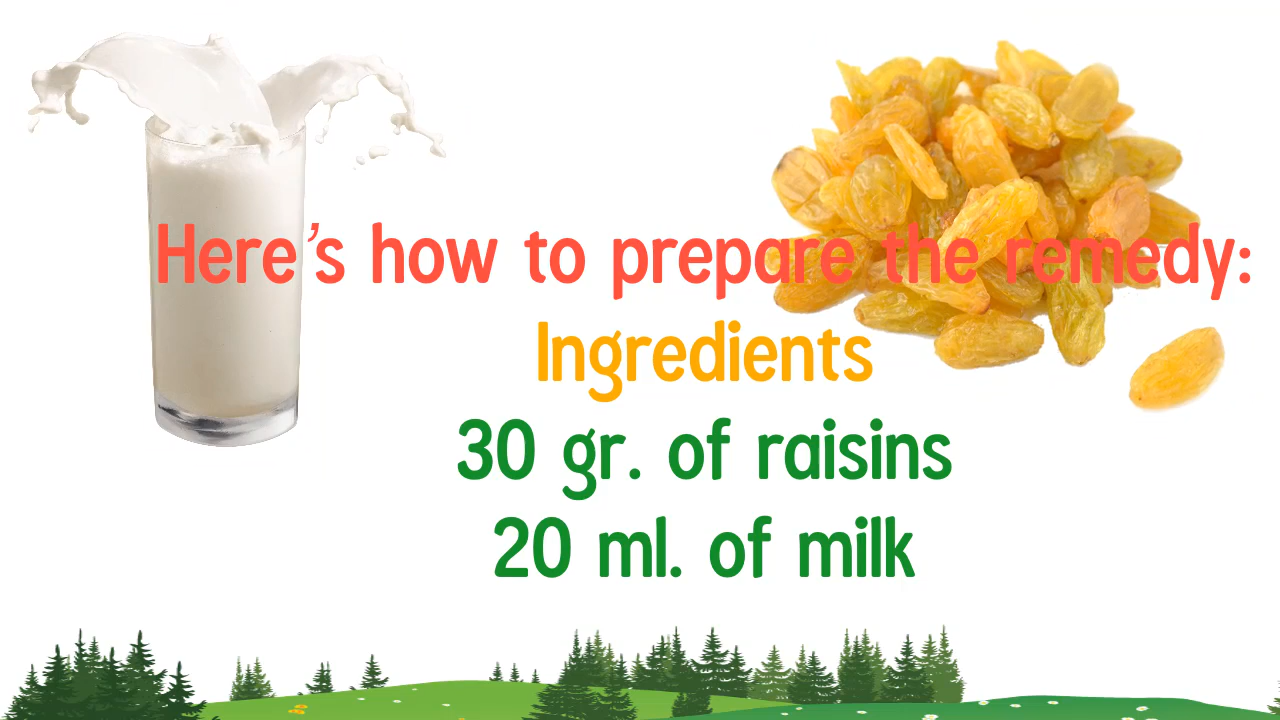 Here's how to prepare the remedy:
Ingredients
30 gr. of raisins
20 ml. of milk